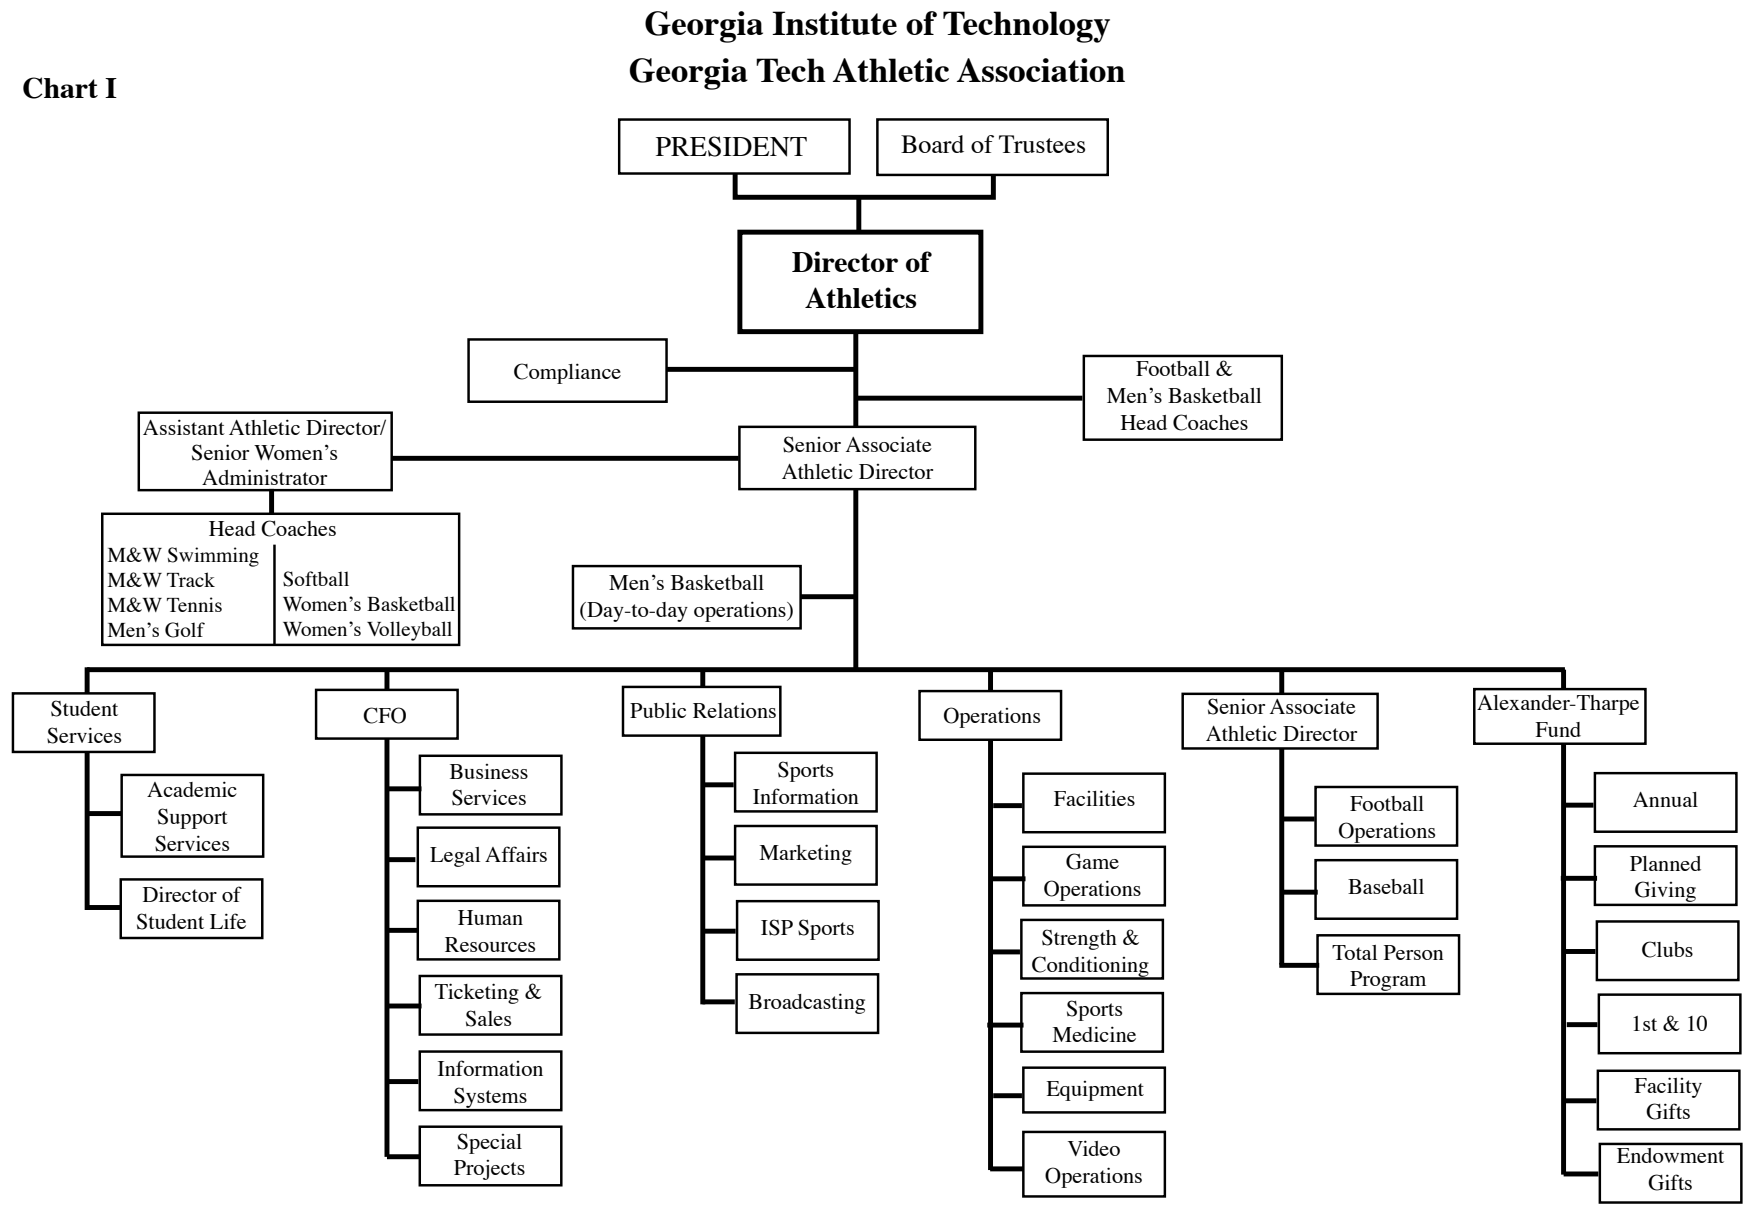 Georgia Institute of Technology
Georgia Tech Athletic Association
Chart I
PRESIDENT
Board of Trustees
Director of
Athletics
Compliance
Football &
Men’s Basketball
Head Coaches
Assistant Athletic Director/
Senior Women’s
Administrator
Senior Associate
Athletic Director
Head Coaches
M&W Swimming
M&W Track
M&W Tennis
Men’s Golf
Softball
Women’s Basketball
Women’s Volleyball
Men’s Basketball
(Day-to-day operations)
Student
Services
Academic
Support
Services
Director of
Student Life
CFO
Business
Services
Legal Affairs
Human
Resources
Ticketing &
Sales
Information
Systems
Special
Projects
Public Relations
Sports
Information
Marketing
ISP Sports
Broadcasting
Operations
Facilities
Game
Operations
Strength &
Conditioning
Sports
Medicine
Equipment
Video
Operations
Senior Associate
Athletic Director
Football
Operations
Baseball
Total Person
Program
Alexander-Tharpe
Fund
Annual
Planned
Giving
Clubs
1st & 10
Facility
Gifts
Endowment
Gifts